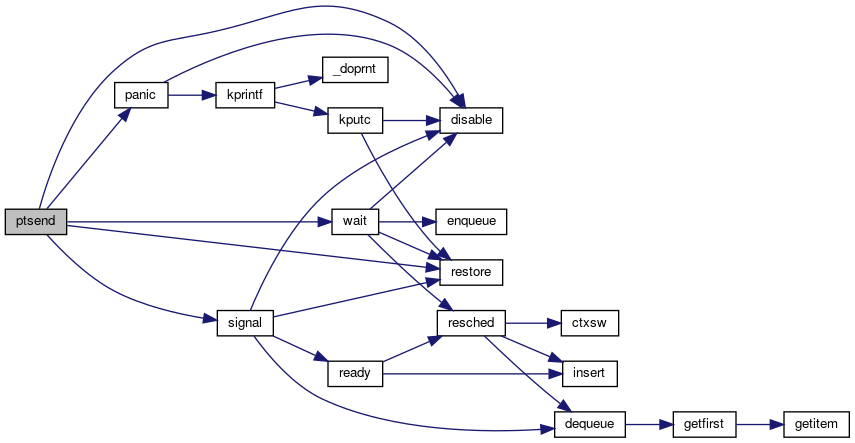 ptsend
panic
kprintf
_doprnt
kputc
disable
wait
enqueue
restore
signal
resched
ctxsw
ready
insert
dequeue
getfirst
getitem